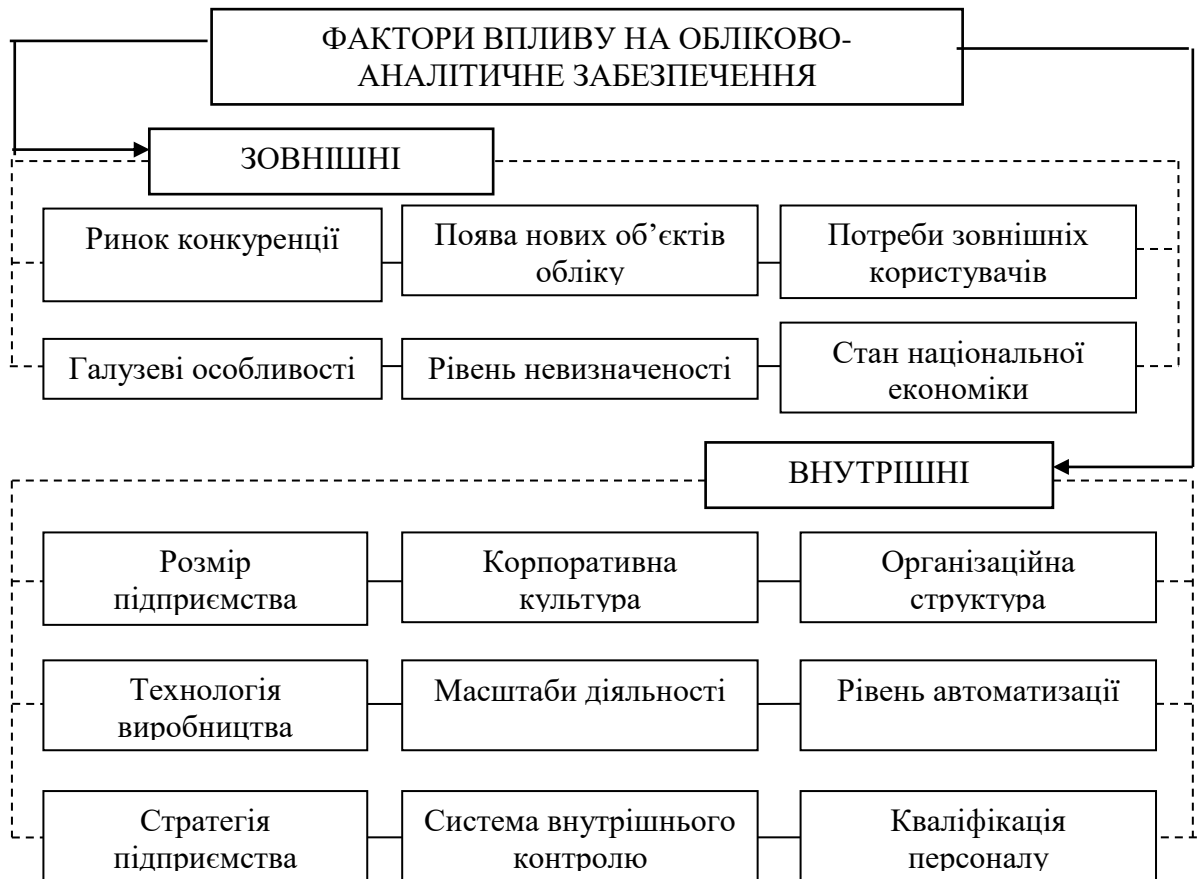 ФАКТОРИ ВПЛИВУ НА ОБЛІКОВО-
АНАЛІТИЧНЕ ЗАБЕЗПЕЧЕННЯ
ЗОВНІШНІ
Ринок конкуренції
Поява нових об’єктів
обліку
Потреби зовнішніх
користувачів
Галузеві особливості
Рівень невизначеності
Стан національної
економіки
ВНУТРІШНІ
Розмір
підприємства
Корпоративна
культура
Організаційна
структура
Технологія
виробництва
Масштаби діяльності
Рівень автоматизації
Стратегія
підприємства
Система внутрішнього
контролю
Кваліфікація
персоналу